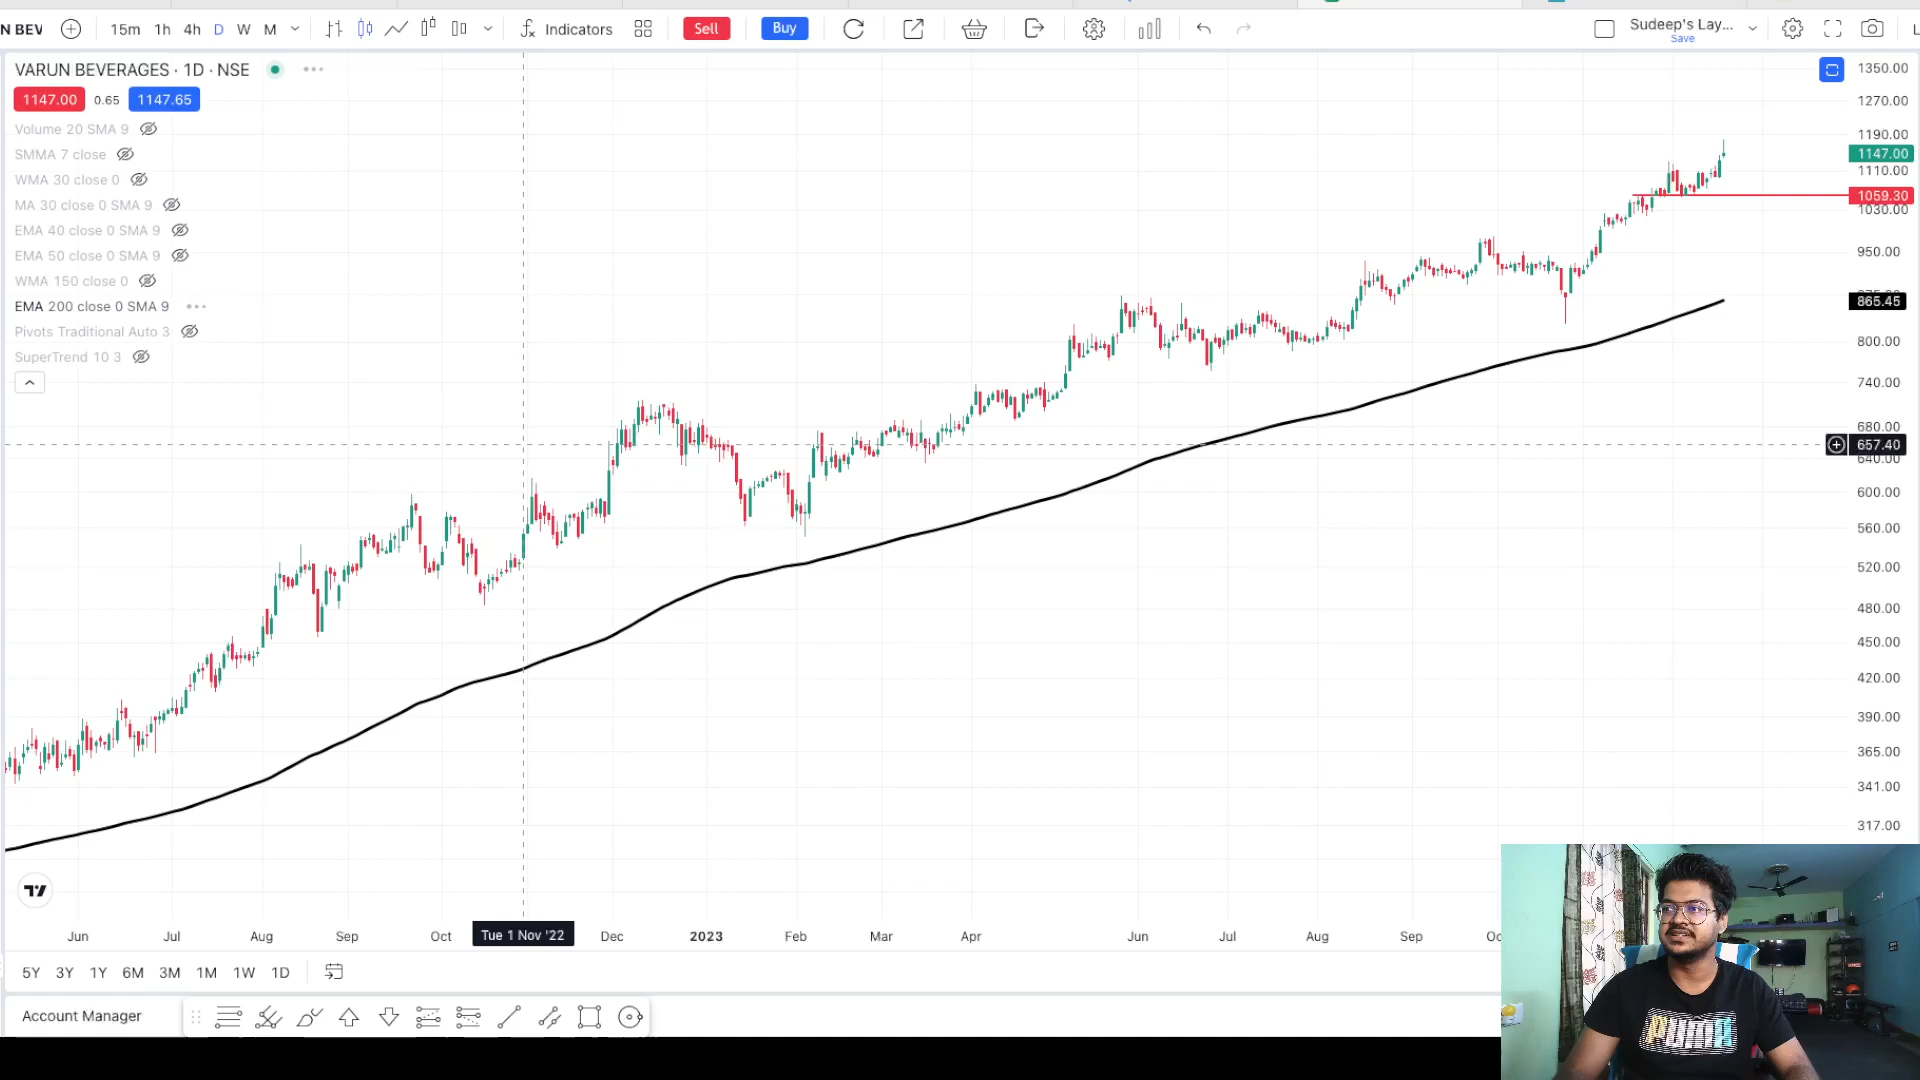 N BEV
15m 1h 4h D W M
Indicators
Sell
Buy
Sudeep's Lay...
Save
VARUN BEVERAGES · 1D · NSE
1147.00 0.65 1147.65
Volume 20 SMA 9
SMMA 7 close
WMA 30 close 0
MA 30 close 0 SMA 9
EMA 40 close 0 SMA 9
EMA 50 close 0 SMA 9
WMA 150 close 0
EMA 200 close 0 SMA 9
Pivots Traditional Auto 3
SuperTrend 10 3
1350.00
1270.00
1190.00
1147.00
1110.00
1059.30
1030.00
950.00
865.45
800.00
740.00
680.00
657.40
640.00
600.00
560.00
520.00
480.00
450.00
420.00
390.00
365.00
341.00
317.00
Jun Jul Aug Sep Oct Tue 1 Nov '22 Dec 2023 Feb Mar Apr Jun Jul Aug Sep
5Y 3Y 1Y 6M 3M 1M 1W 1D
Account Manager
PUMA